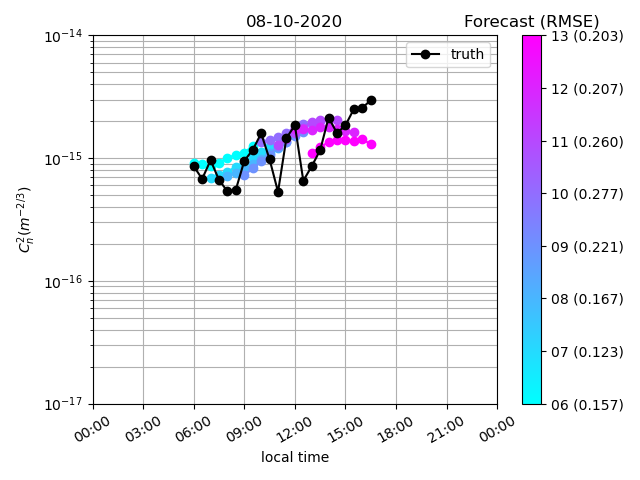 08-10-2020
Forecast (RMSE)
truth
10⁻¹⁴
10⁻¹⁵
10⁻¹⁶
10⁻¹⁷
C_n^2(m^{-2/3})
00:00 03:00 06:00 09:00 12:00 15:00 18:00 21:00 00:00
local time
13 (0.203)
12 (0.207)
11 (0.260)
10 (0.277)
09 (0.221)
08 (0.167)
07 (0.123)
06 (0.157)